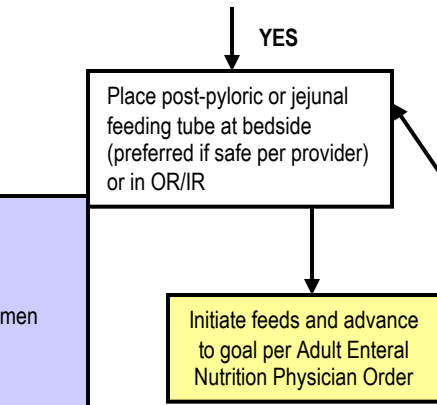 YES
Place post-pyloric or jejunal
feeding tube at bedside
(preferred if safe per provider)
or in OR/IR
men
Initiate feeds and advance
to goal per Adult Enteral
Nutrition Physician Order